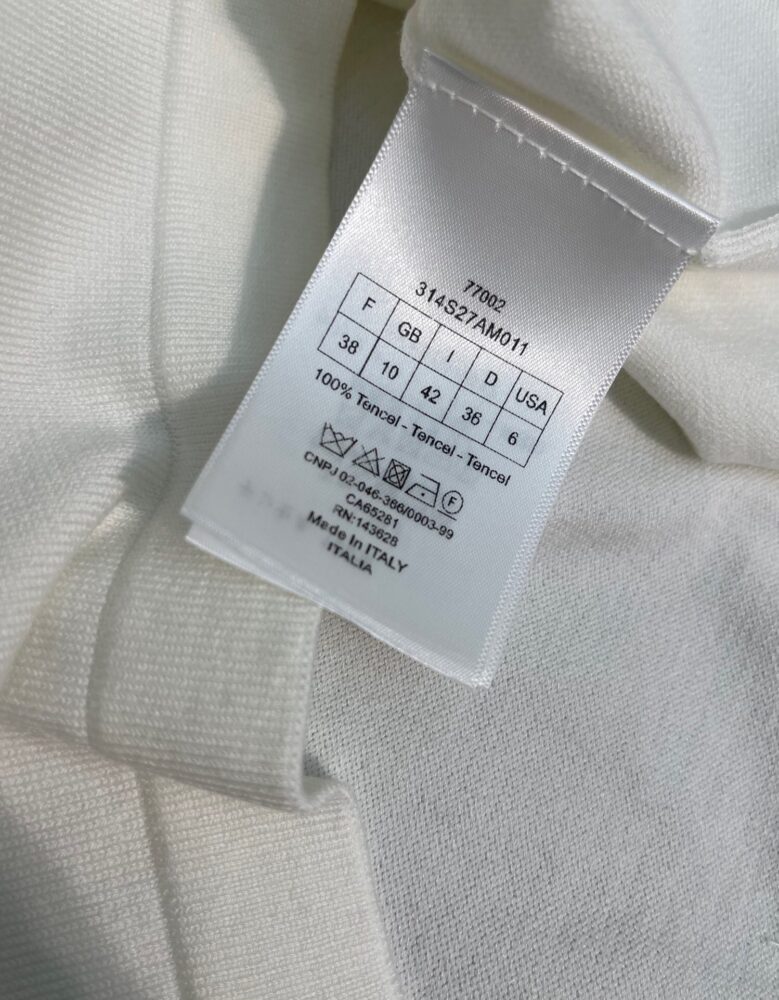 77002
314S27AM011
F GB I D USA
38 10 42 36 6
100% Tencel - Tencel - Tencel
F
CNPJ 02-046-366/0003-99
CA65281
RN:143628
Made In ITALY
ITALIA